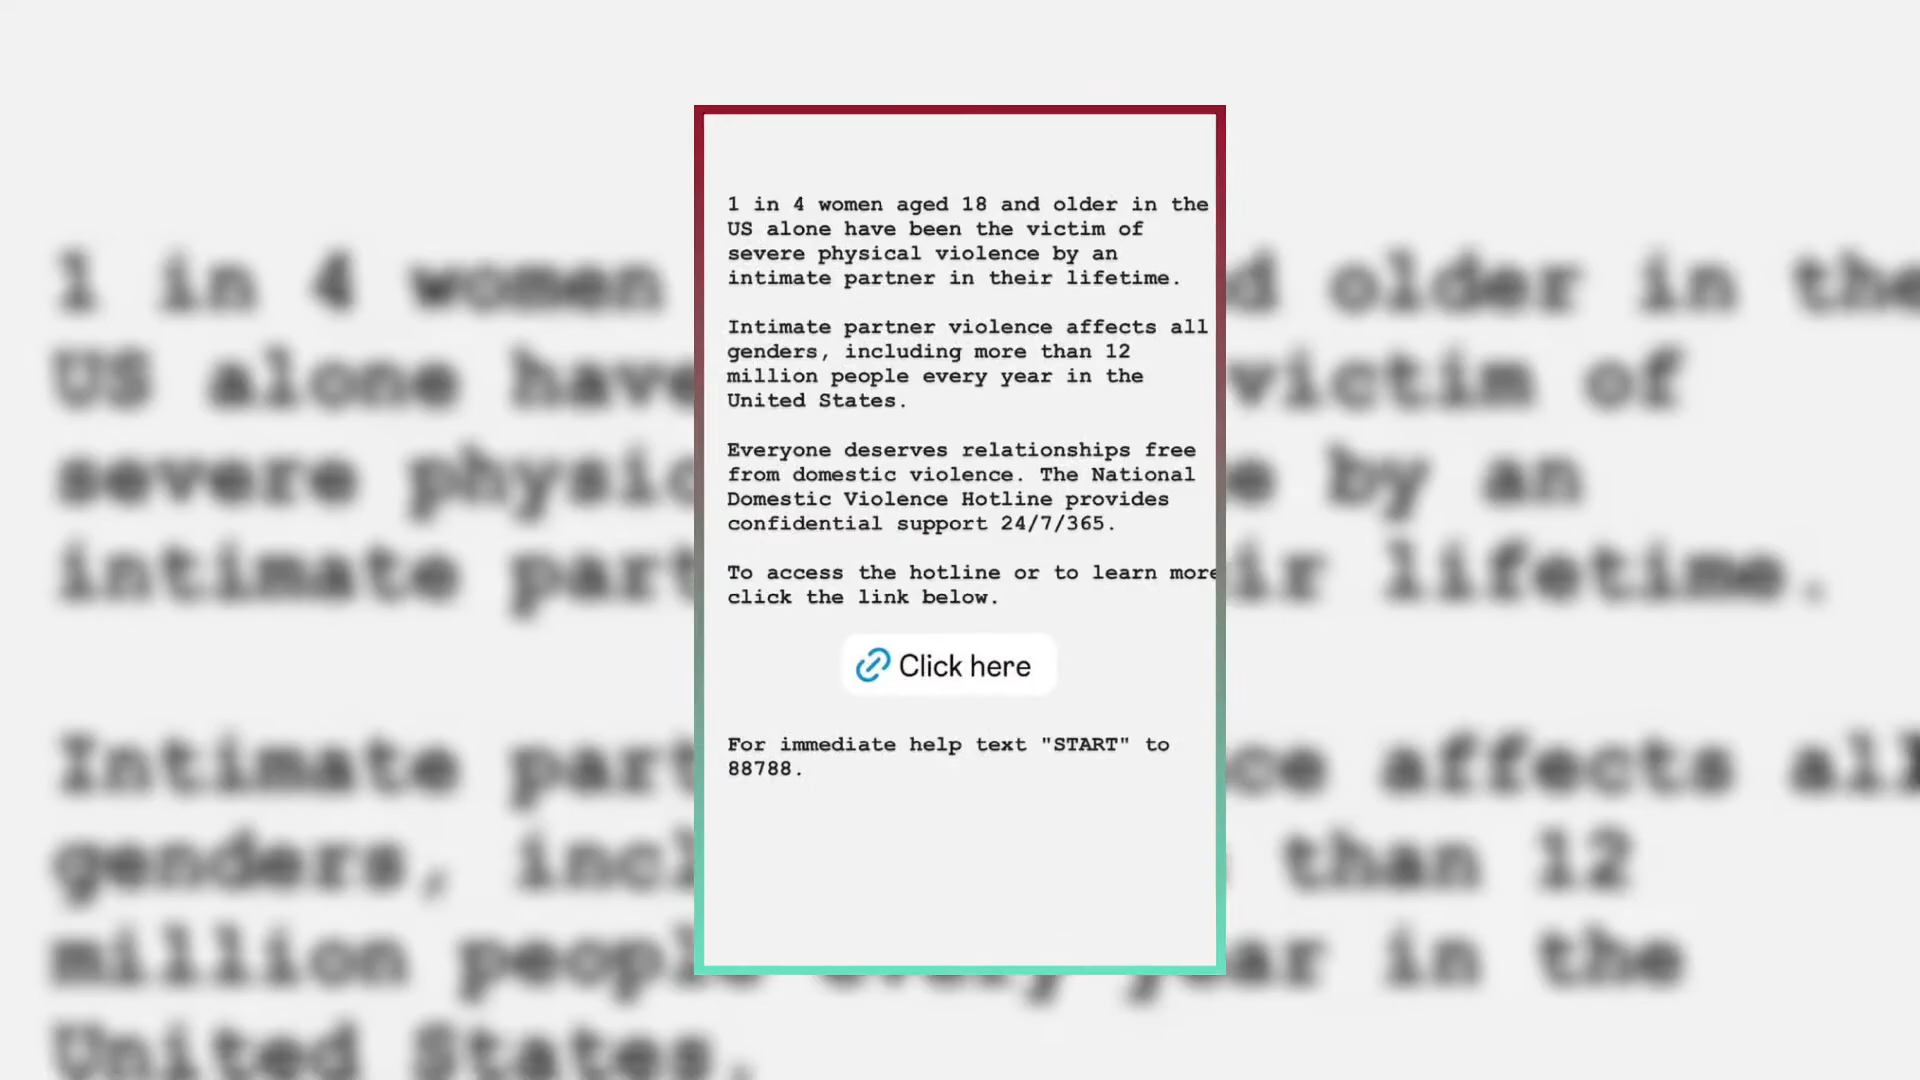 1 in 4 women aged 18 and older in the
US alone have been the victim of
severe physical violence by an
intimate partner in their lifetime.
Intimate partner violence affects all
genders, including more than 12
million people every year in the
United States.
Everyone deserves relationships free
from domestic violence. The National
Domestic Violence Hotline provides
confidential support 24/7/365.
To access the hotline or to learn more
click the link below.
Click here
For immediate help text "START" to
88788.